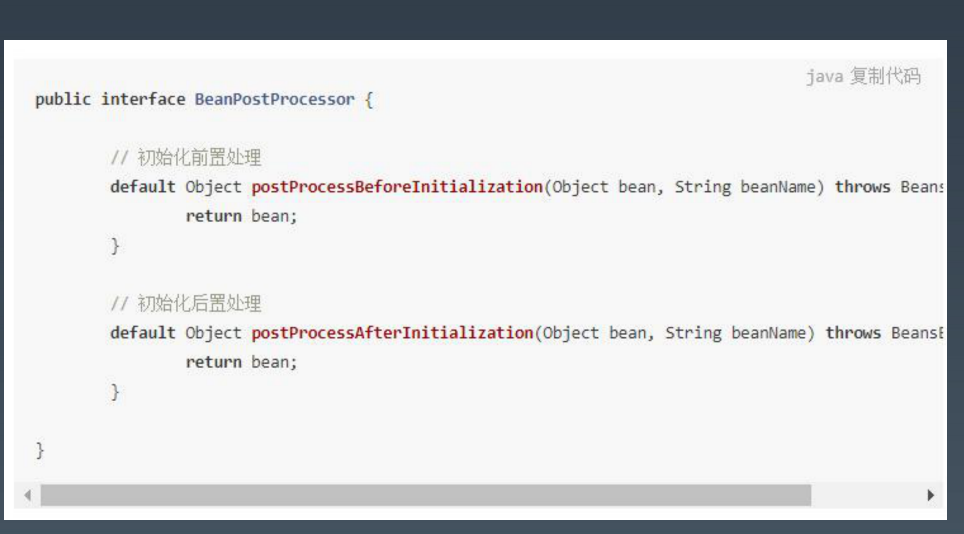 java 复制代码
public interface BeanPostProcessor {
// 初始化前置处理
default Object postProcessBeforeInitialization(Object bean, String beanName) throws Beans
return bean;
}
// 初始化后置处理
default Object postProcessAfterInitialization(Object bean, String beanName) throws BeansE
return bean;
}
}